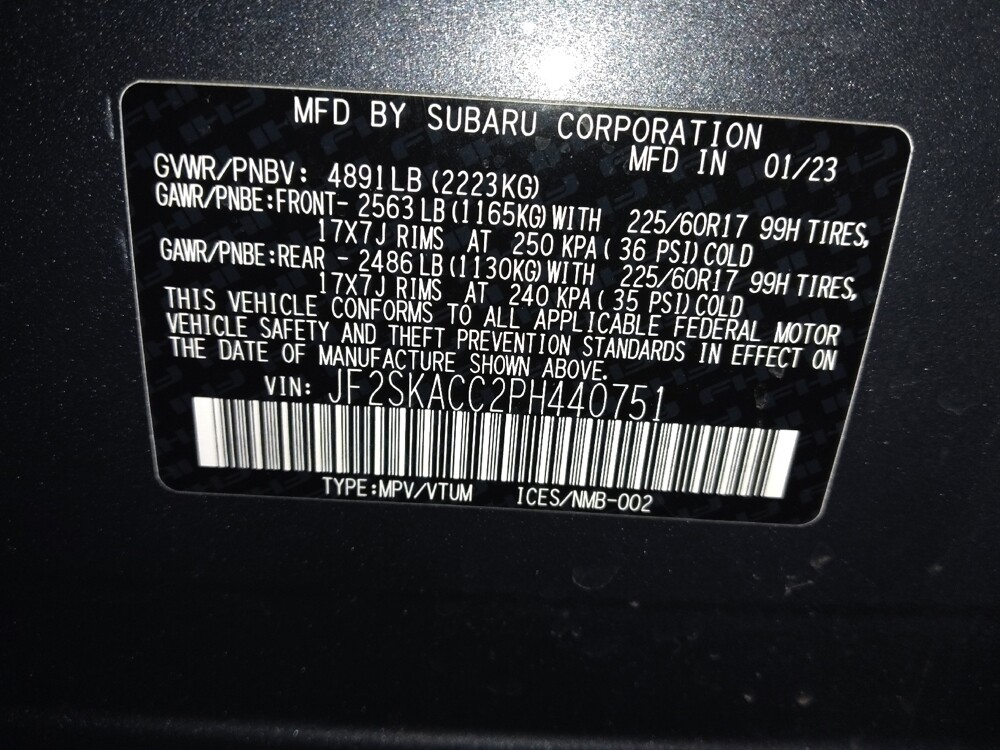 MFD BY SUBARU CORPORATION
MFD IN 01/23
GVWR/PNBV: 4891LB (2223KG)
GAWR/PNBE:FRONT- 2563LB(1165KG)WITH 225/60R17 99H TIRES,
17X7J RIMS AT 250 KPA( 36 PSI)COLD
GAWR/PNBE:REAR - 2486LB(1130KG)WITH 225/60R17 99H TIRES,
17X7J RIMS AT 240 KPA( 35 PSI)COLD
THIS VEHICLE CONFORMS TO ALL APPLICABLE FEDERAL MOTOR
VEHICLE SAFETY AND THEFT PREVENTION STANDARDS IN EFFECT ON
THE DATE OF MANUFACTURE SHOWN ABOVE.
VIN: JF2SKACC2PH440751
TYPE:MPV/VTUM ICES/NMB-002